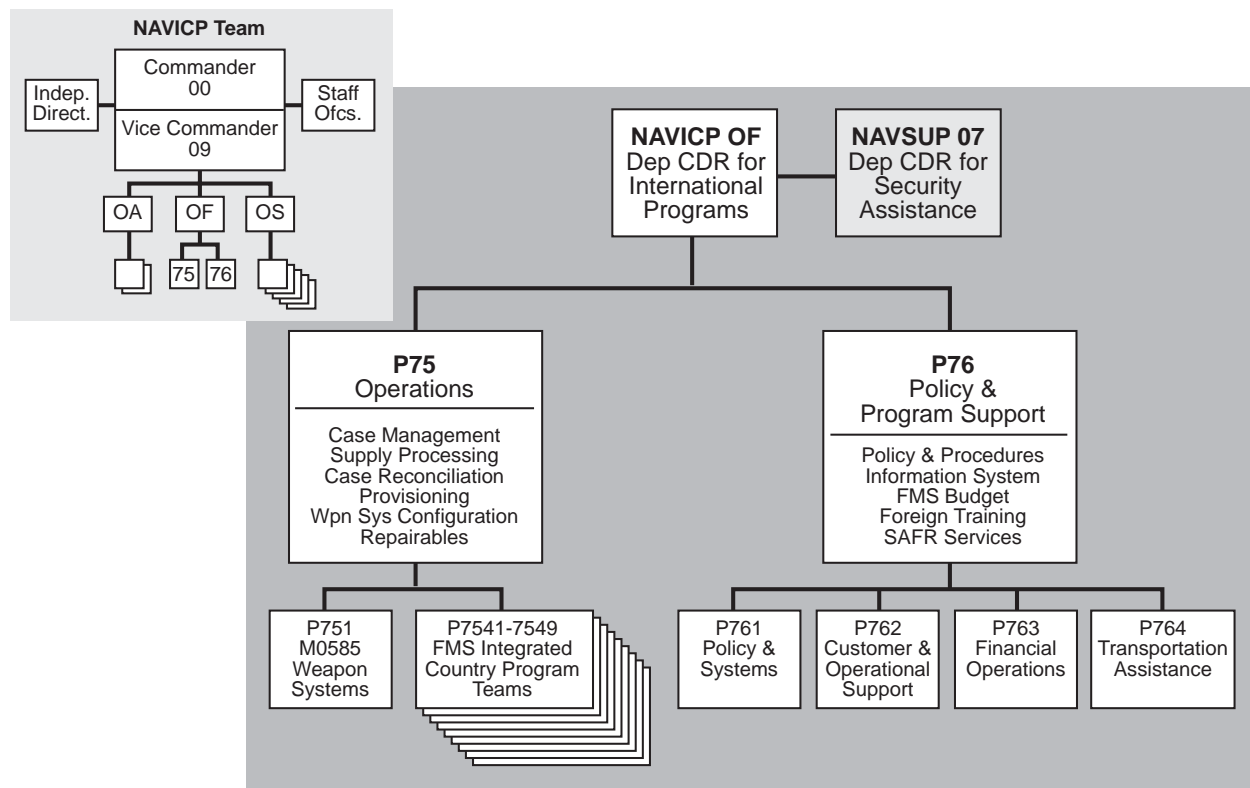 NAVICP Team
Commander
00
Vice Commander
09
Indep.
Direct.
Staff
Ofcs.
OA
OF
OS
75
76
NAVICP OF
Dep CDR for
International
Programs
NAVSUP 07
Dep CDR for
Security
Assistance
P75
Operations
Case Management
Supply Processing
Case Reconciliation
Provisioning
Wpn Sys Configuration
Repairables
P76
Policy &
Program Support
Policy & Procedures
Information System
FMS Budget
Foreign Training
SAFR Services
P751
M0585
Weapon
Systems
P7541-7549
FMS Integrated
Country Program
Teams
P761
Policy &
Systems
P762
Customer &
Operational
Support
P763
Financial
Operations
P764
Transportation
Assistance